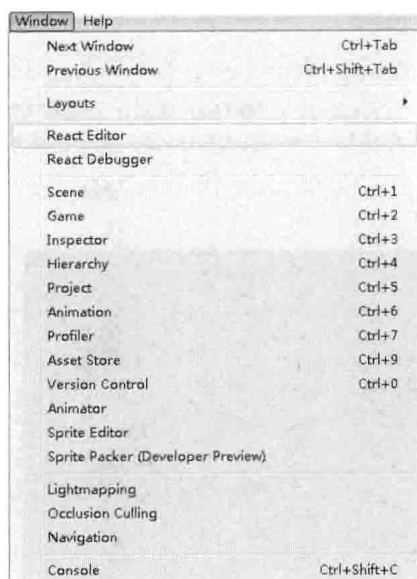 Window Help
Next Window Ctrl+Tab
Previous Window Ctrl+Shift+Tab
Layouts
React Editor
React Debugger
Scene Ctrl+1
Game Ctrl+2
Inspector Ctrl+3
Hierarchy Ctrl+4
Project Ctrl+5
Animation Ctrl+6
Profiler Ctrl+7
Asset Store Ctrl+9
Version Control Ctrl+0
Animator
Sprite Editor
Sprite Packer (Developer Preview)
Lightmapping
Occlusion Culling
Navigation
Console Ctrl+Shift+C